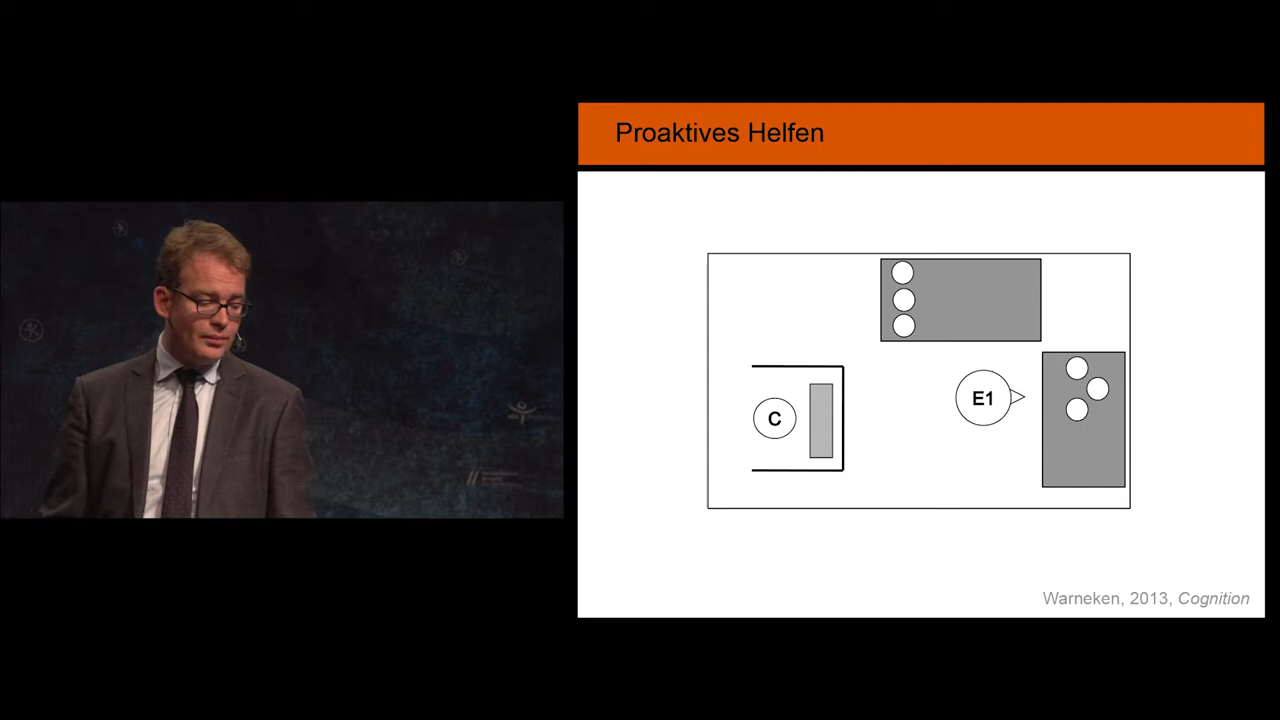 Proaktives Helfen
C
E1
Warneken, 2013, Cognition